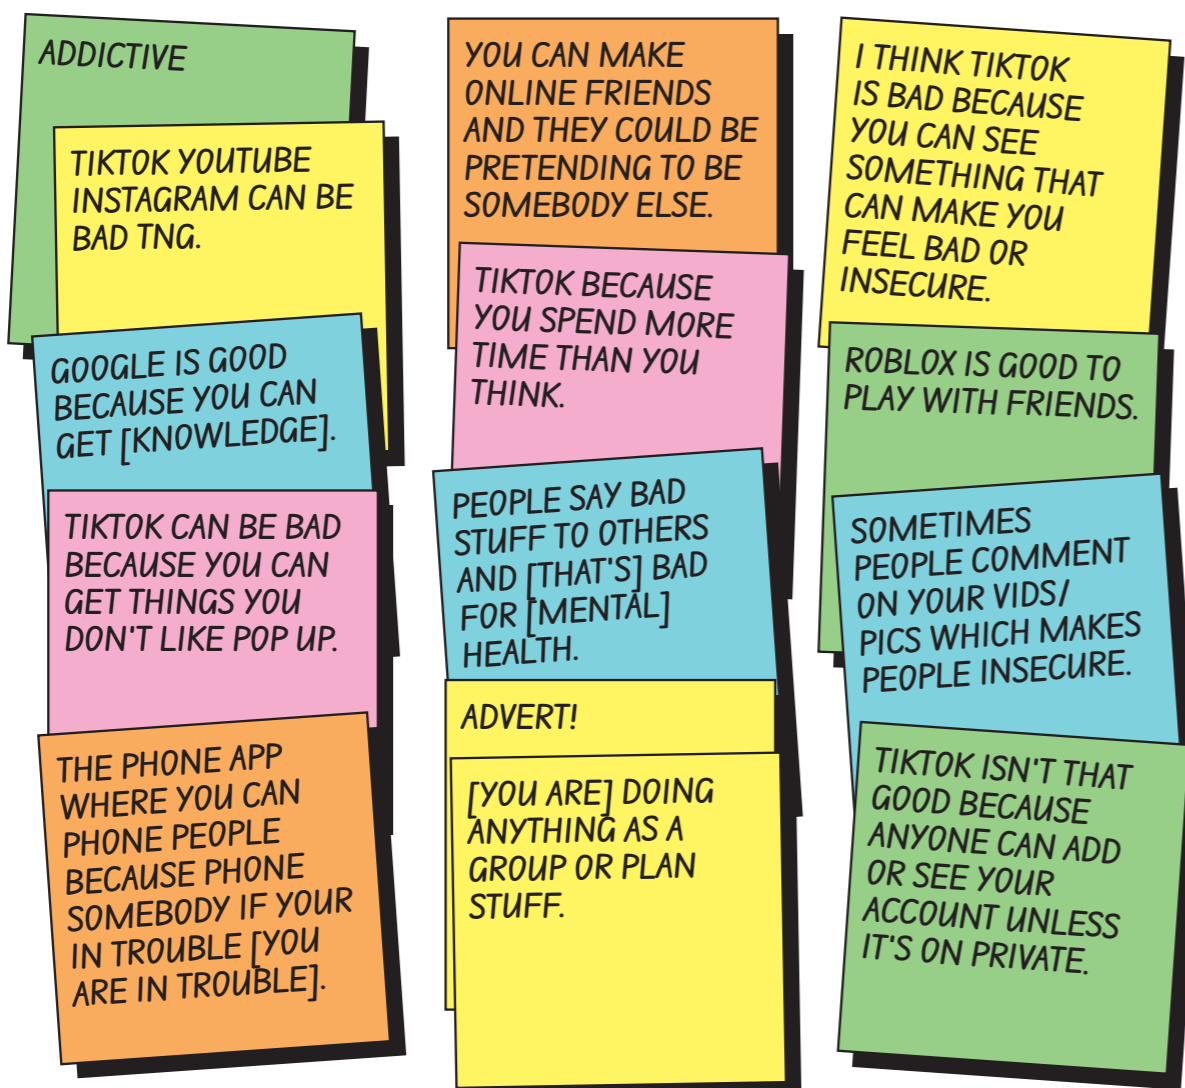 ADDICTIVE
TIKTOK YOUTUBE
INSTAGRAM CAN BE
BAD TNG.
GOOGLE IS GOOD
BECAUSE YOU CAN
GET [KNOWLEDGE].
TIKTOK CAN BE BAD
BECAUSE YOU CAN
GET THINGS YOU
DON'T LIKE POP UP.
THE PHONE APP
WHERE YOU CAN
PHONE PEOPLE
BECAUSE PHONE
SOMEBODY IF YOUR
IN TROUBLE [YOU
ARE IN TROUBLE].
YOU CAN MAKE
ONLINE FRIENDS
AND THEY COULD BE
PRETENDING TO BE
SOMEBODY ELSE.
TIKTOK BECAUSE
YOU SPEND MORE
TIME THAN YOU
THINK.
PEOPLE SAY BAD
STUFF TO OTHERS
AND [THAT'S] BAD
FOR [MENTAL]
HEALTH.
ADVERT!
[YOU ARE] DOING
ANYTHING AS A
GROUP OR PLAN
STUFF.
I THINK TIKTOK
IS BAD BECAUSE
YOU CAN SEE
SOMETHING THAT
CAN MAKE YOU
FEEL BAD OR
INSECURE.
ROBLOX IS GOOD TO
PLAY WITH FRIENDS.
SOMETIMES
PEOPLE COMMENT
ON YOUR VIDS/
PICS WHICH MAKES
PEOPLE INSECURE.
TIKTOK ISN'T THAT
GOOD BECAUSE
ANYONE CAN ADD
OR SEE YOUR
ACCOUNT UNLESS
IT'S ON PRIVATE.